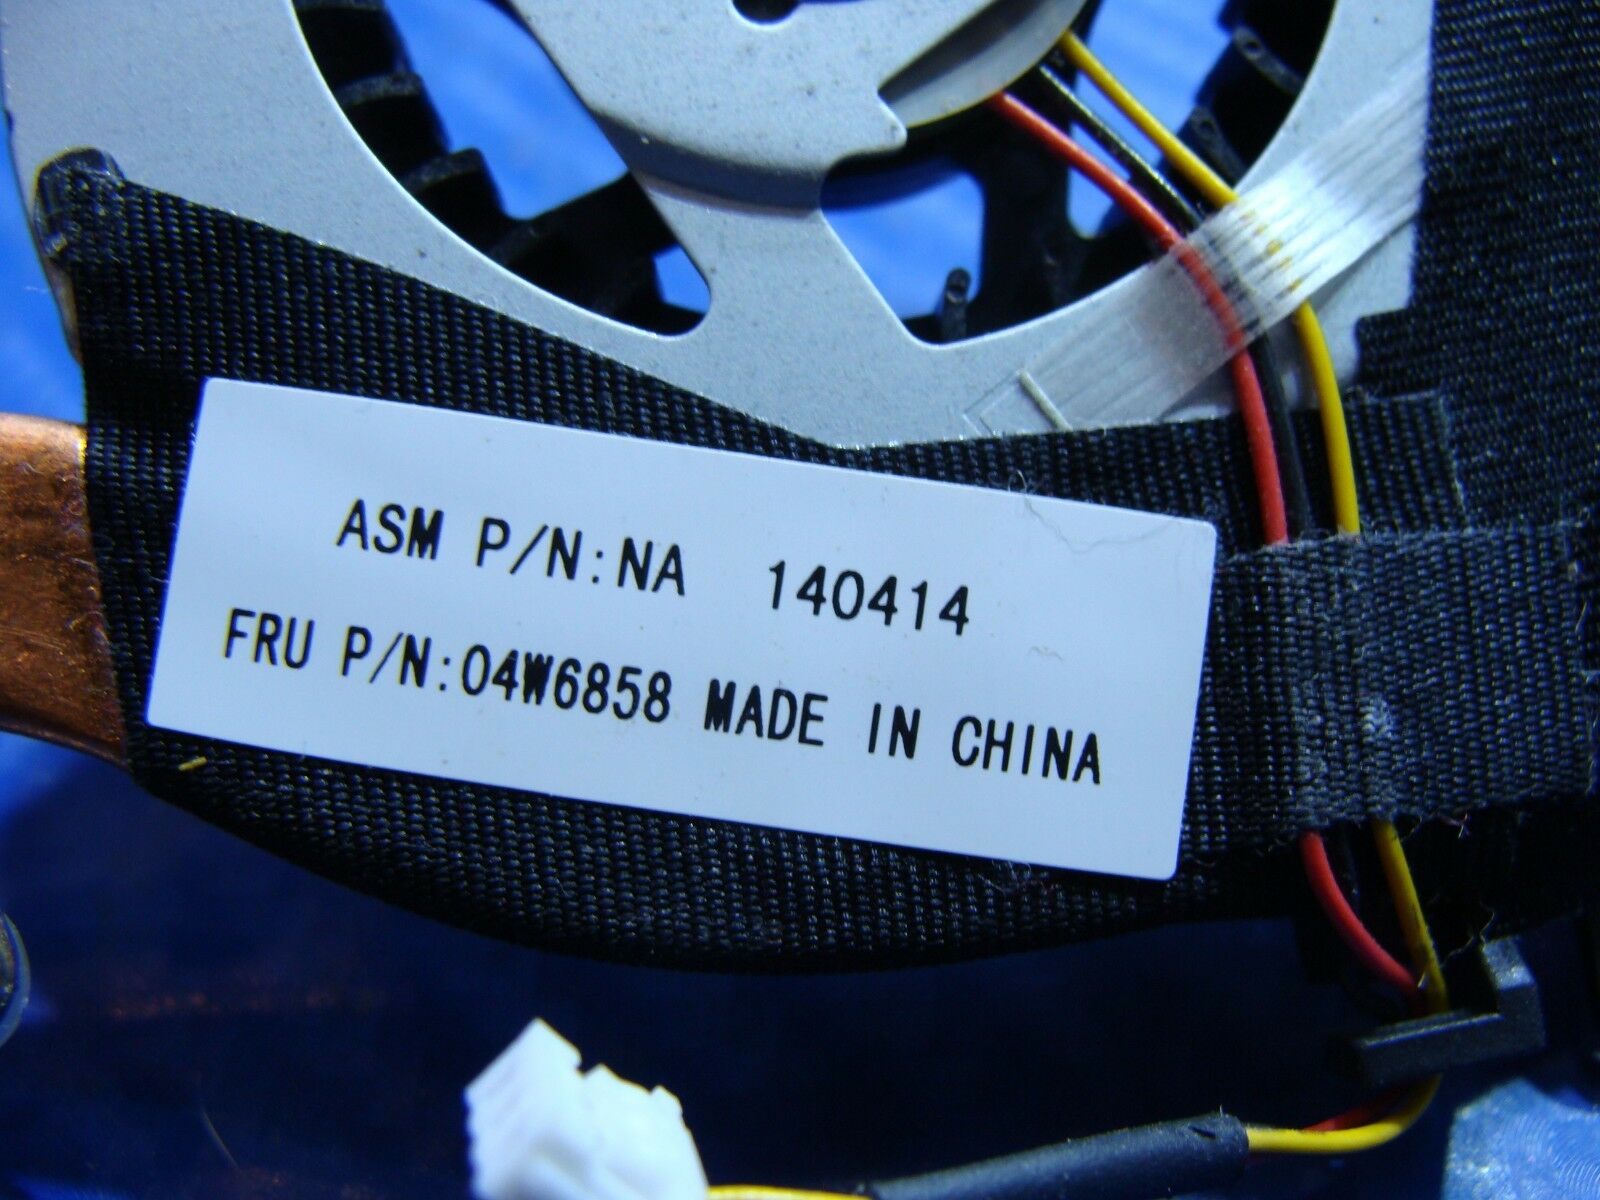 ASM P/N:NA 140414
FRU P/N:04W6858 MADE IN CHINA